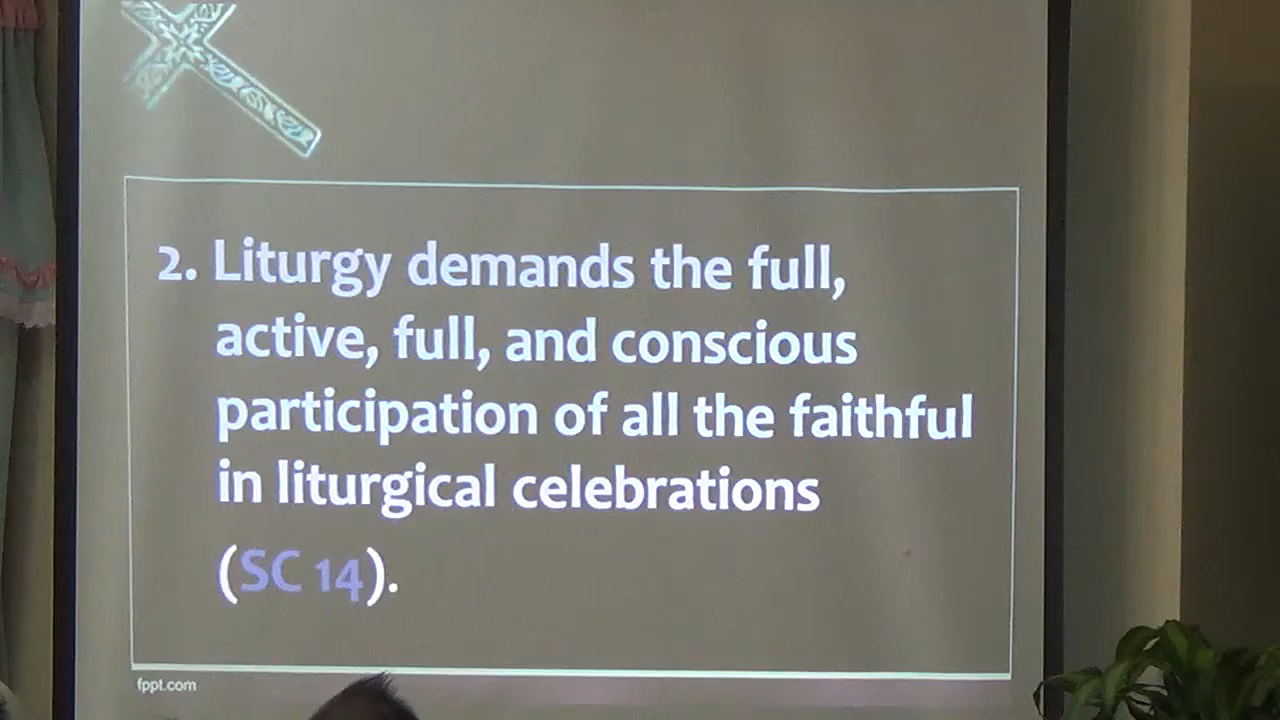 2. Liturgy demands the full,
active, full, and conscious
participation of all the faithful
in liturgical celebrations
(SC 14).
fppt.com